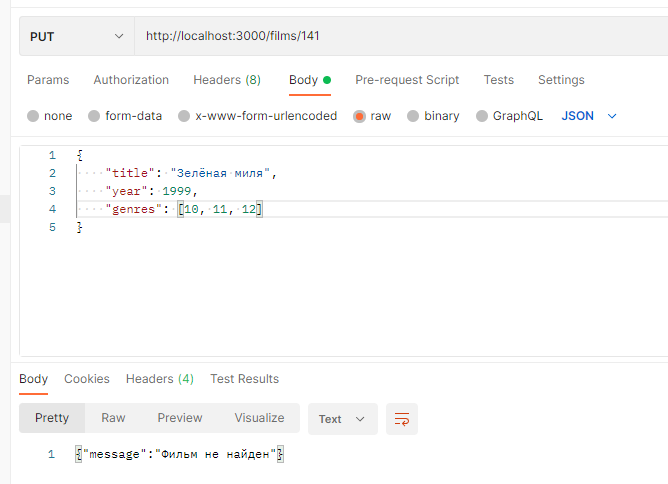 PUT http://localhost:3000/films/141
Params Authorization Headers (8) Body Pre-request Script Tests Settings
none form-data x-www-form-urlencoded raw binary GraphQL JSON
1 {
2 ····"title":·"Зелёная·миля",
3 ····"year":·1999,
4 ····"genres":·[10,·11,·12]
5 }
Body Cookies Headers (4) Test Results
Pretty Raw Preview Visualize Text
1 {"message":"Фильм не найден"}